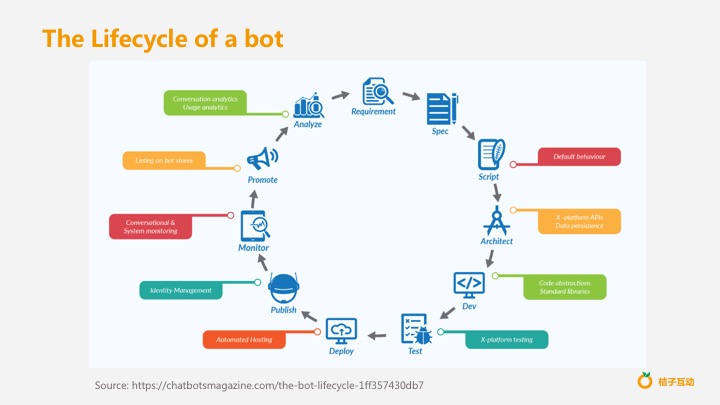 The Lifecycle of a bot
Conversation analytics
Usage analytics
Analyze
Requirement
Spec
Script
Default behaviour
Listing on bot stores
Promote
Conversational &
System monitoring
Monitor
Architect
X -platform APIs
Data persistence
Identity Management
Publish
Dev
Code abstractions
Standard libraries
Automated Hosting
Deploy
Test
X-platform testing
Source: https://chatbotsmagazine.com/the-bot-lifecycle-1ff357430db7
桔子互动